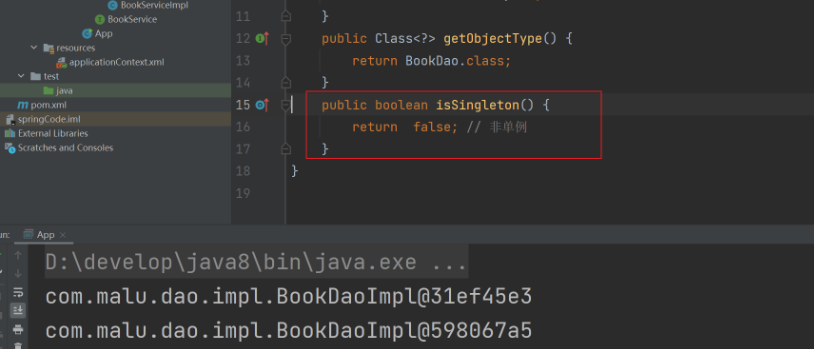 BookServiceImpl
BookService
App
resources
applicationContext.xml
test
java
pom.xml
springCode.iml
External Libraries
Scratches and Consoles
11 }
12 public Class<?> getObjectType() {
13 return BookDao.class;
14 }
15 public boolean isSingleton() {
16 return  false; // 非单例
17 }
18 }
19
un: App ×
D:\develop\java8\bin\java.exe ...
com.malu.dao.impl.BookDaoImpl@31ef45e3
com.malu.dao.impl.BookDaoImpl@598067a5